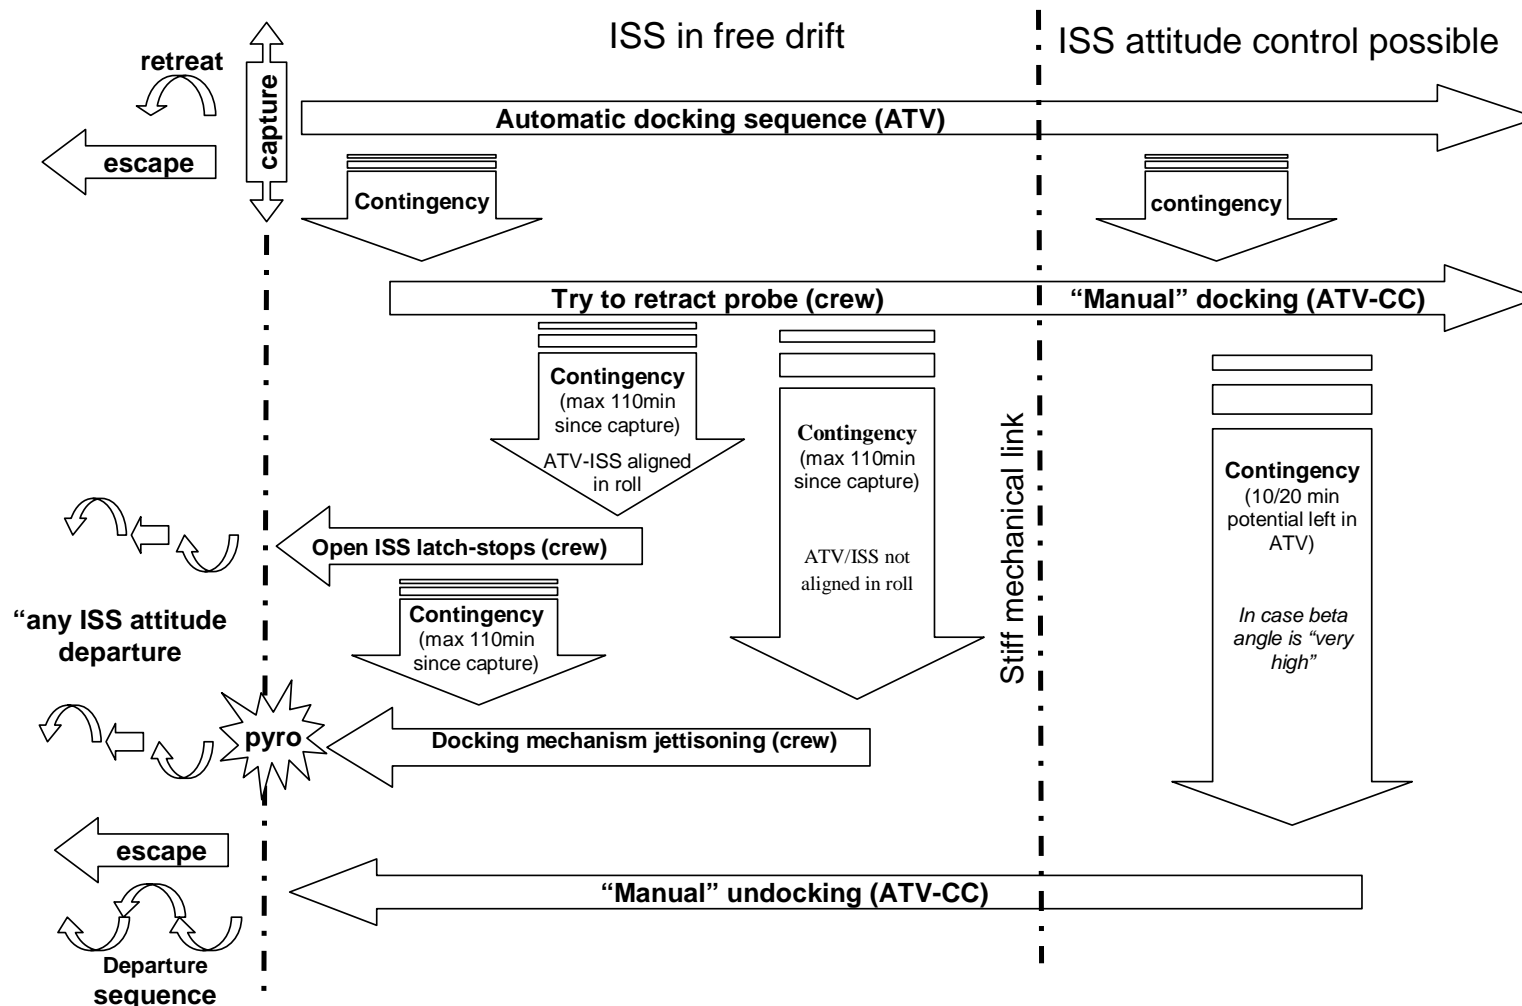 ISS in free drift
ISS attitude control possible
retreat
capture
Automatic docking sequence (ATV)
escape
Contingency
contingency
Try to retract probe (crew)
“Manual” docking (ATV-CC)
Contingency
(max 110min
since capture)
ATV-ISS aligned
in roll
Contingency
(max 110min
since capture)
ATV/ISS not
aligned in roll
Stiff mechanical link
Contingency
(10/20 min
potential left in
ATV)
In case beta
angle is “very
high”
Open ISS latch-stops (crew)
Contingency
(max 110min
since capture)
“any ISS attitude
departure
pyro
Docking mechanism jettisoning (crew)
escape
“Manual” undocking (ATV-CC)
Departure
sequence